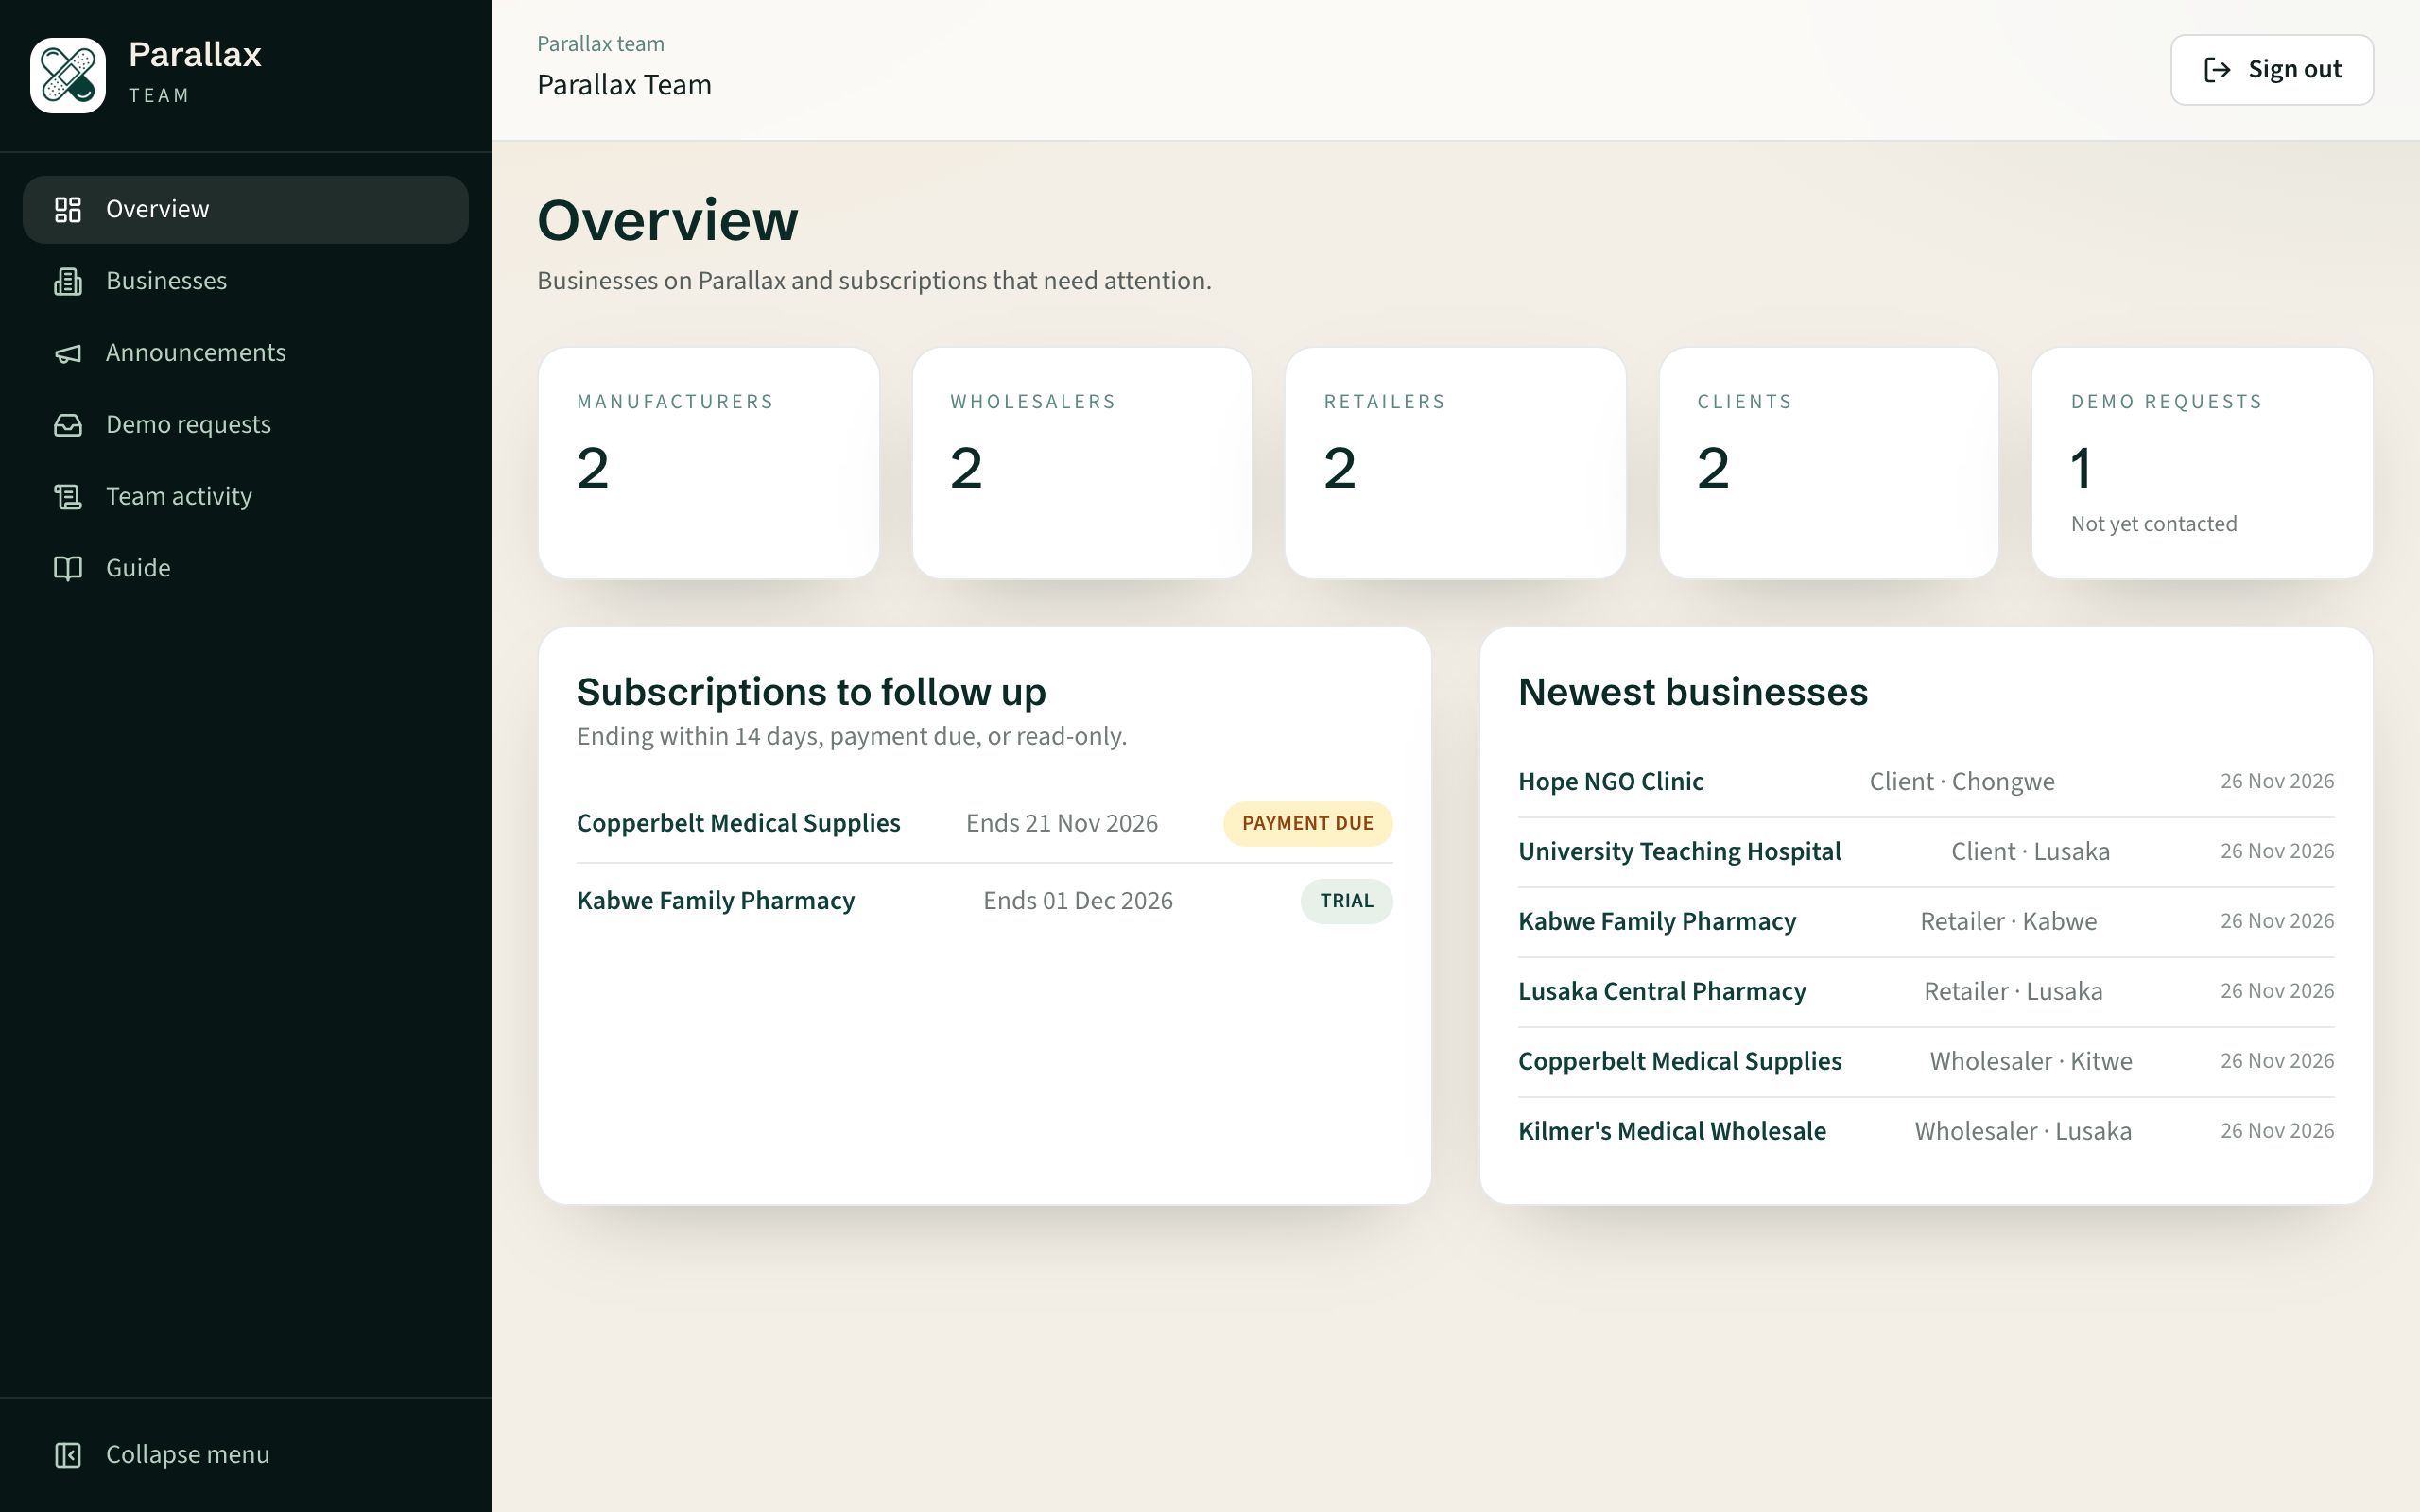 Parallax
TEAM
Overview
Businesses
Announcements
Demo requests
Team activity
Guide
Collapse menu
Parallax team
Parallax Team
Sign out
Overview
Businesses on Parallax and subscriptions that need attention.
MANUFACTURERS
2
WHOLESALERS
2
RETAILERS
2
CLIENTS
2
DEMO REQUESTS
1
Not yet contacted
Subscriptions to follow up
Ending within 14 days, payment due, or read-only.
Copperbelt Medical Supplies Ends 21 Nov 2026 PAYMENT DUE
Kabwe Family Pharmacy Ends 01 Dec 2026 TRIAL
Newest businesses
Hope NGO Clinic Client · Chongwe 26 Nov 2026
University Teaching Hospital Client · Lusaka 26 Nov 2026
Kabwe Family Pharmacy Retailer · Kabwe 26 Nov 2026
Lusaka Central Pharmacy Retailer · Lusaka 26 Nov 2026
Copperbelt Medical Supplies Wholesaler · Kitwe 26 Nov 2026
Kilmer's Medical Wholesale Wholesaler · Lusaka 26 Nov 2026